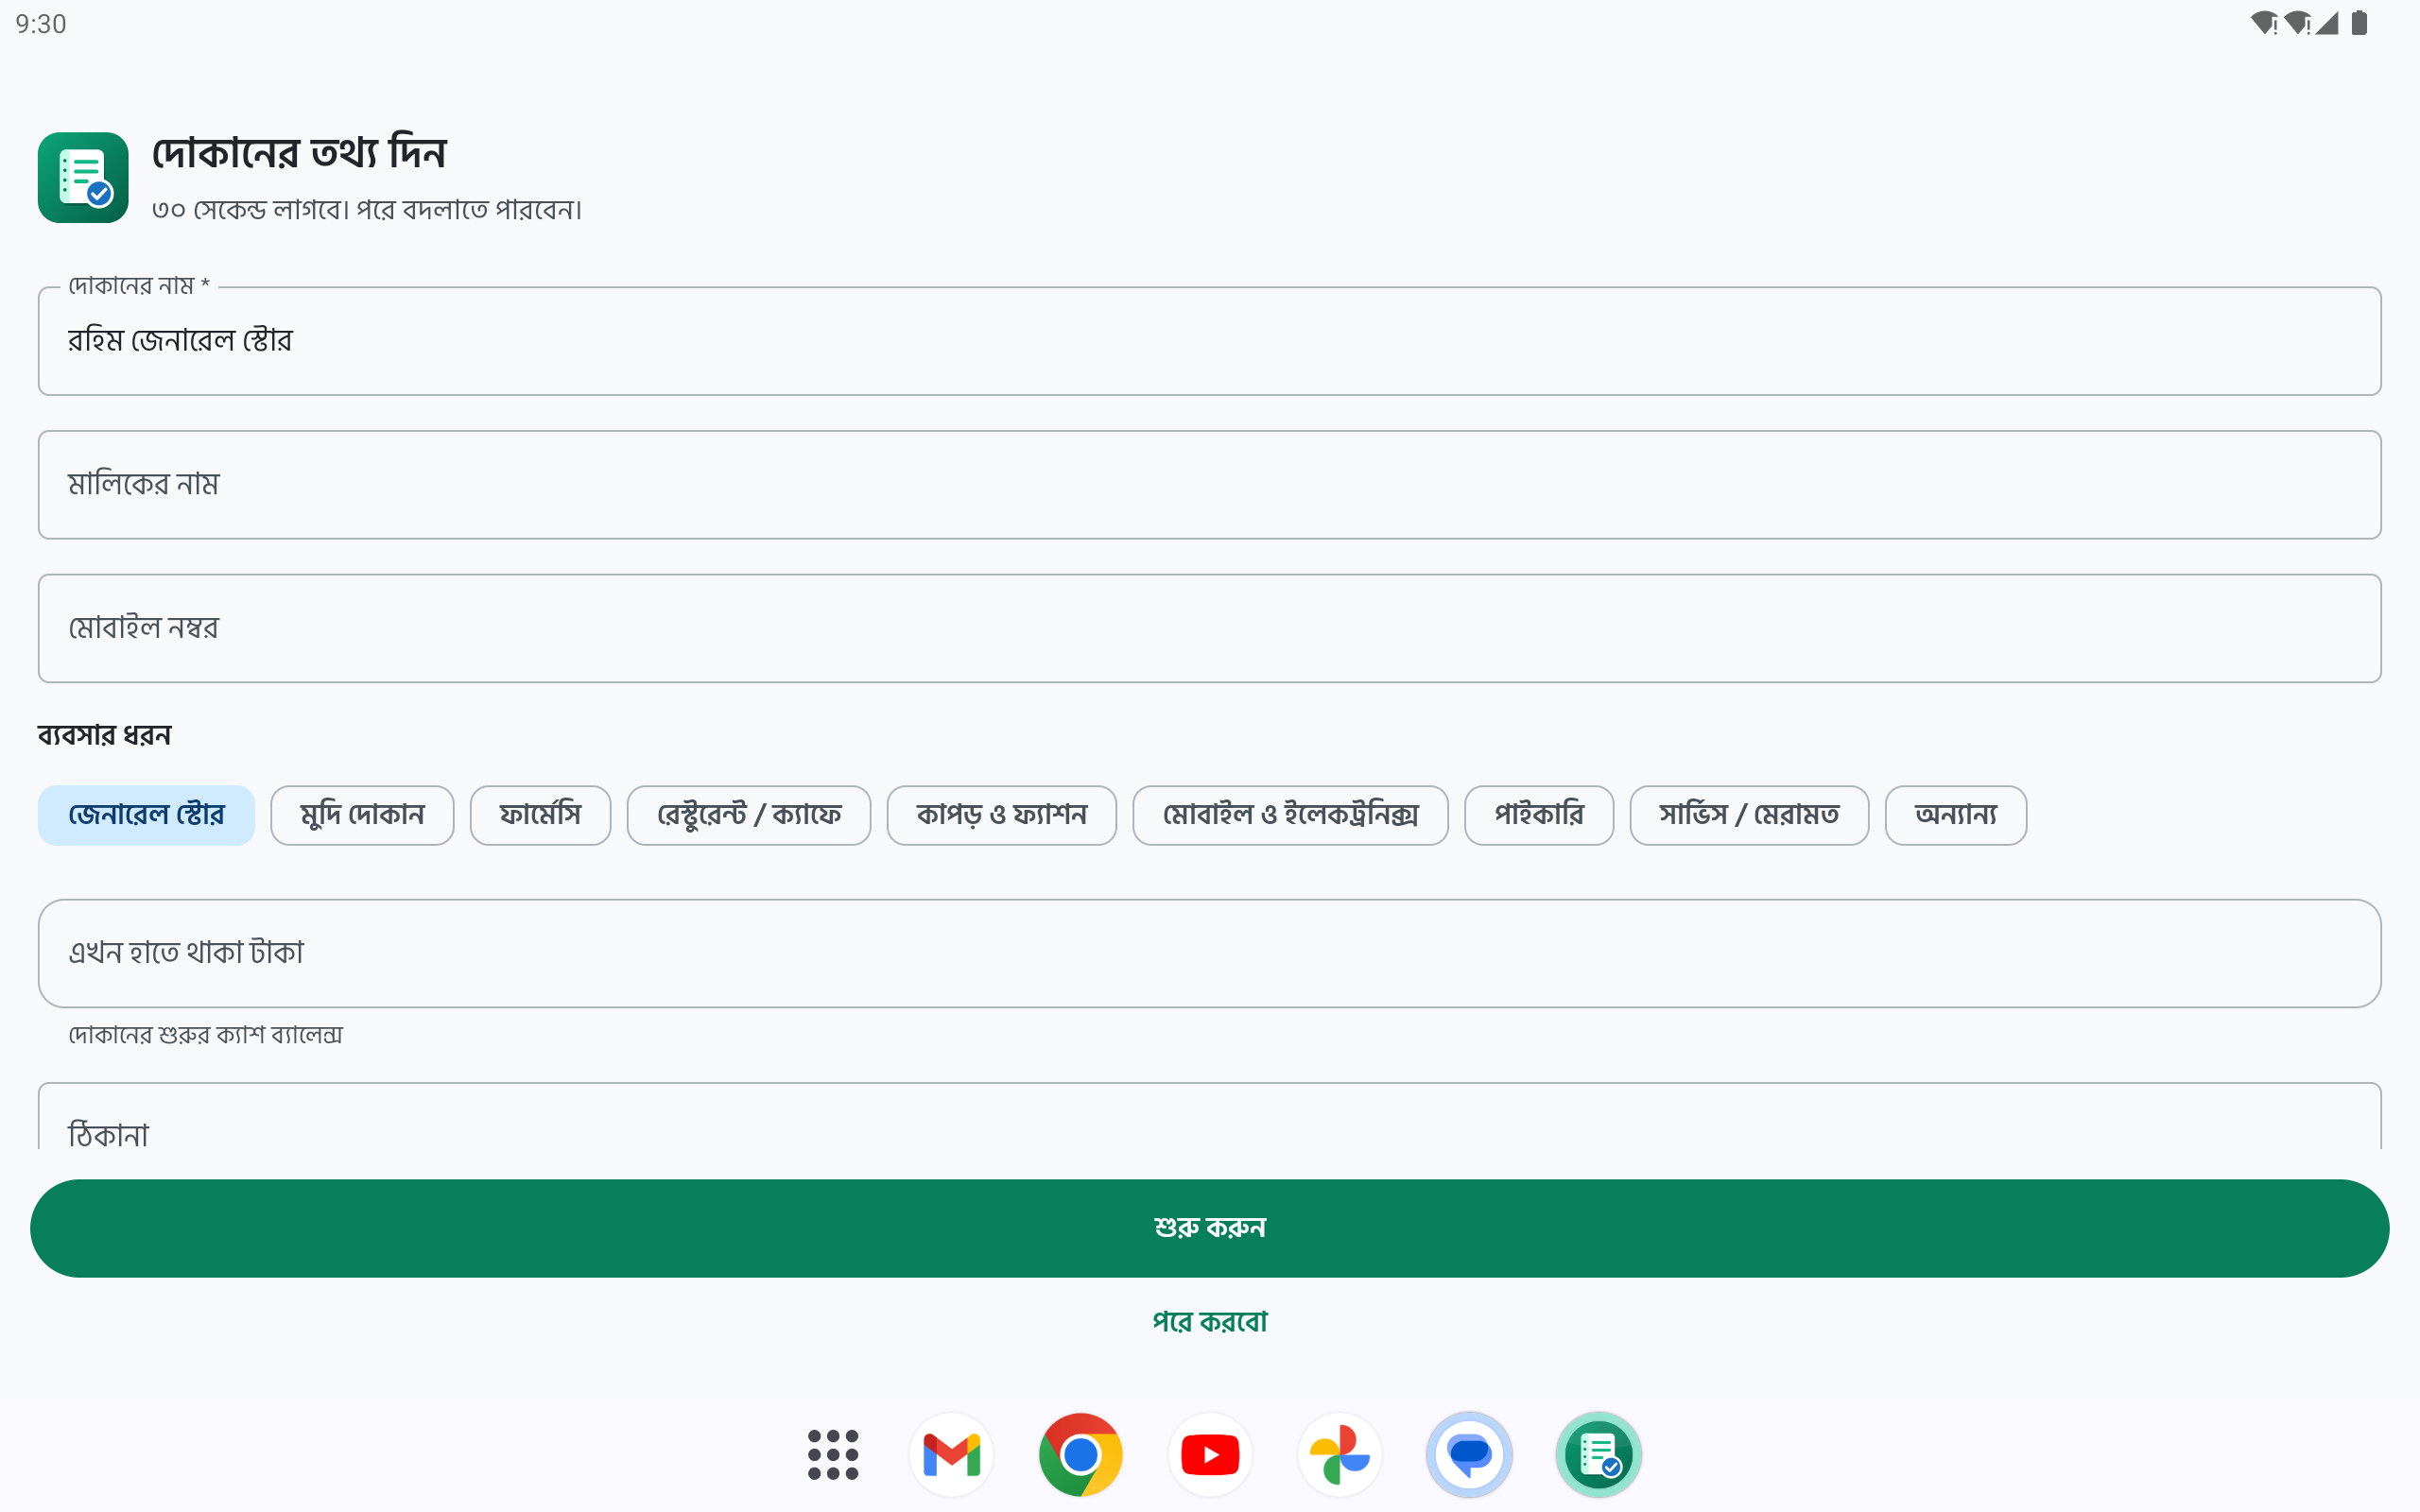 9:30
দোকানের তথ্য দিন
৩০ সেকেন্ড লাগবে। পরে বদলাতে পারবেন।
দোকানের নাম *
রহিম জেনারেল স্টোর
মালিকের নাম
মোবাইল নম্বর
ব্যবসার ধরন
জেনারেল স্টোর মুদি দোকান ফার্মেসি রেস্টুরেন্ট / ক্যাফে কাপড় ও ফ্যাশন মোবাইল ও ইলেকট্রনিক্স পাইকারি সার্ভিস / মেরামত অন্যান্য
এখন হাতে থাকা টাকা
দোকানের শুরুর ক্যাশ ব্যালেন্স
ঠিকানা
শুরু করুন
পরে করবো